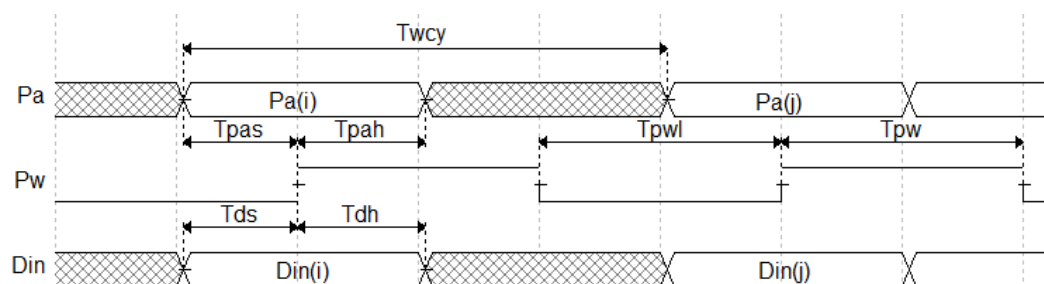 Twcy
Pa Pa(i) Pa(j)
Tpas Tpah Tpwl Tpw
Pw
Tds Tdh
Din Din(i) Din(j)